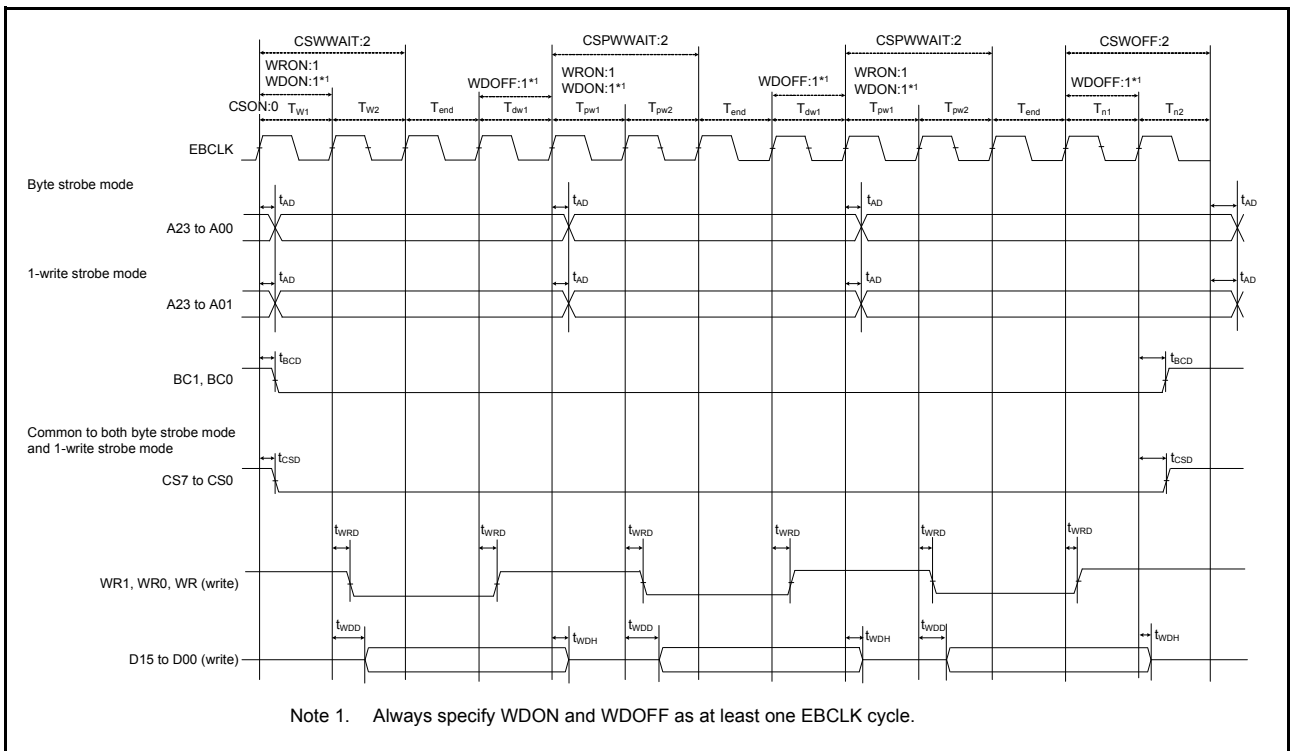 CSWWAIT:2 CSPWWAIT:2 CSPWWAIT:2 CSWOFF:2
WRON:1 WRON:1 WRON:1
WDON:1*1 WDOFF:1*1 WDON:1*1 WDOFF:1*1 WDON:1*1 WDOFF:1*1
CSON:0 TW1 TW2 Tend Tdw1 Tpw1 Tpw2 Tend Tdw1 Tpw1 Tpw2 Tend Tn1 Tn2
EBCLK
Byte strobe mode
tAD tAD tAD tAD
A23 to A00
1-write strobe mode
tAD tAD tAD tAD
A23 to A01
tBCD tBCD
BC1, BC0
Common to both byte strobe mode
and 1-write strobe mode
tCSD tCSD
CS7 to CS0
tWRD tWRD tWRD tWRD tWRD tWRD
WR1, WR0, WR (write)
tWDD tWDH tWDD tWDH tWDD tWDH
D15 to D00 (write)
Note 1. Always specify WDON and WDOFF as at least one EBCLK cycle.